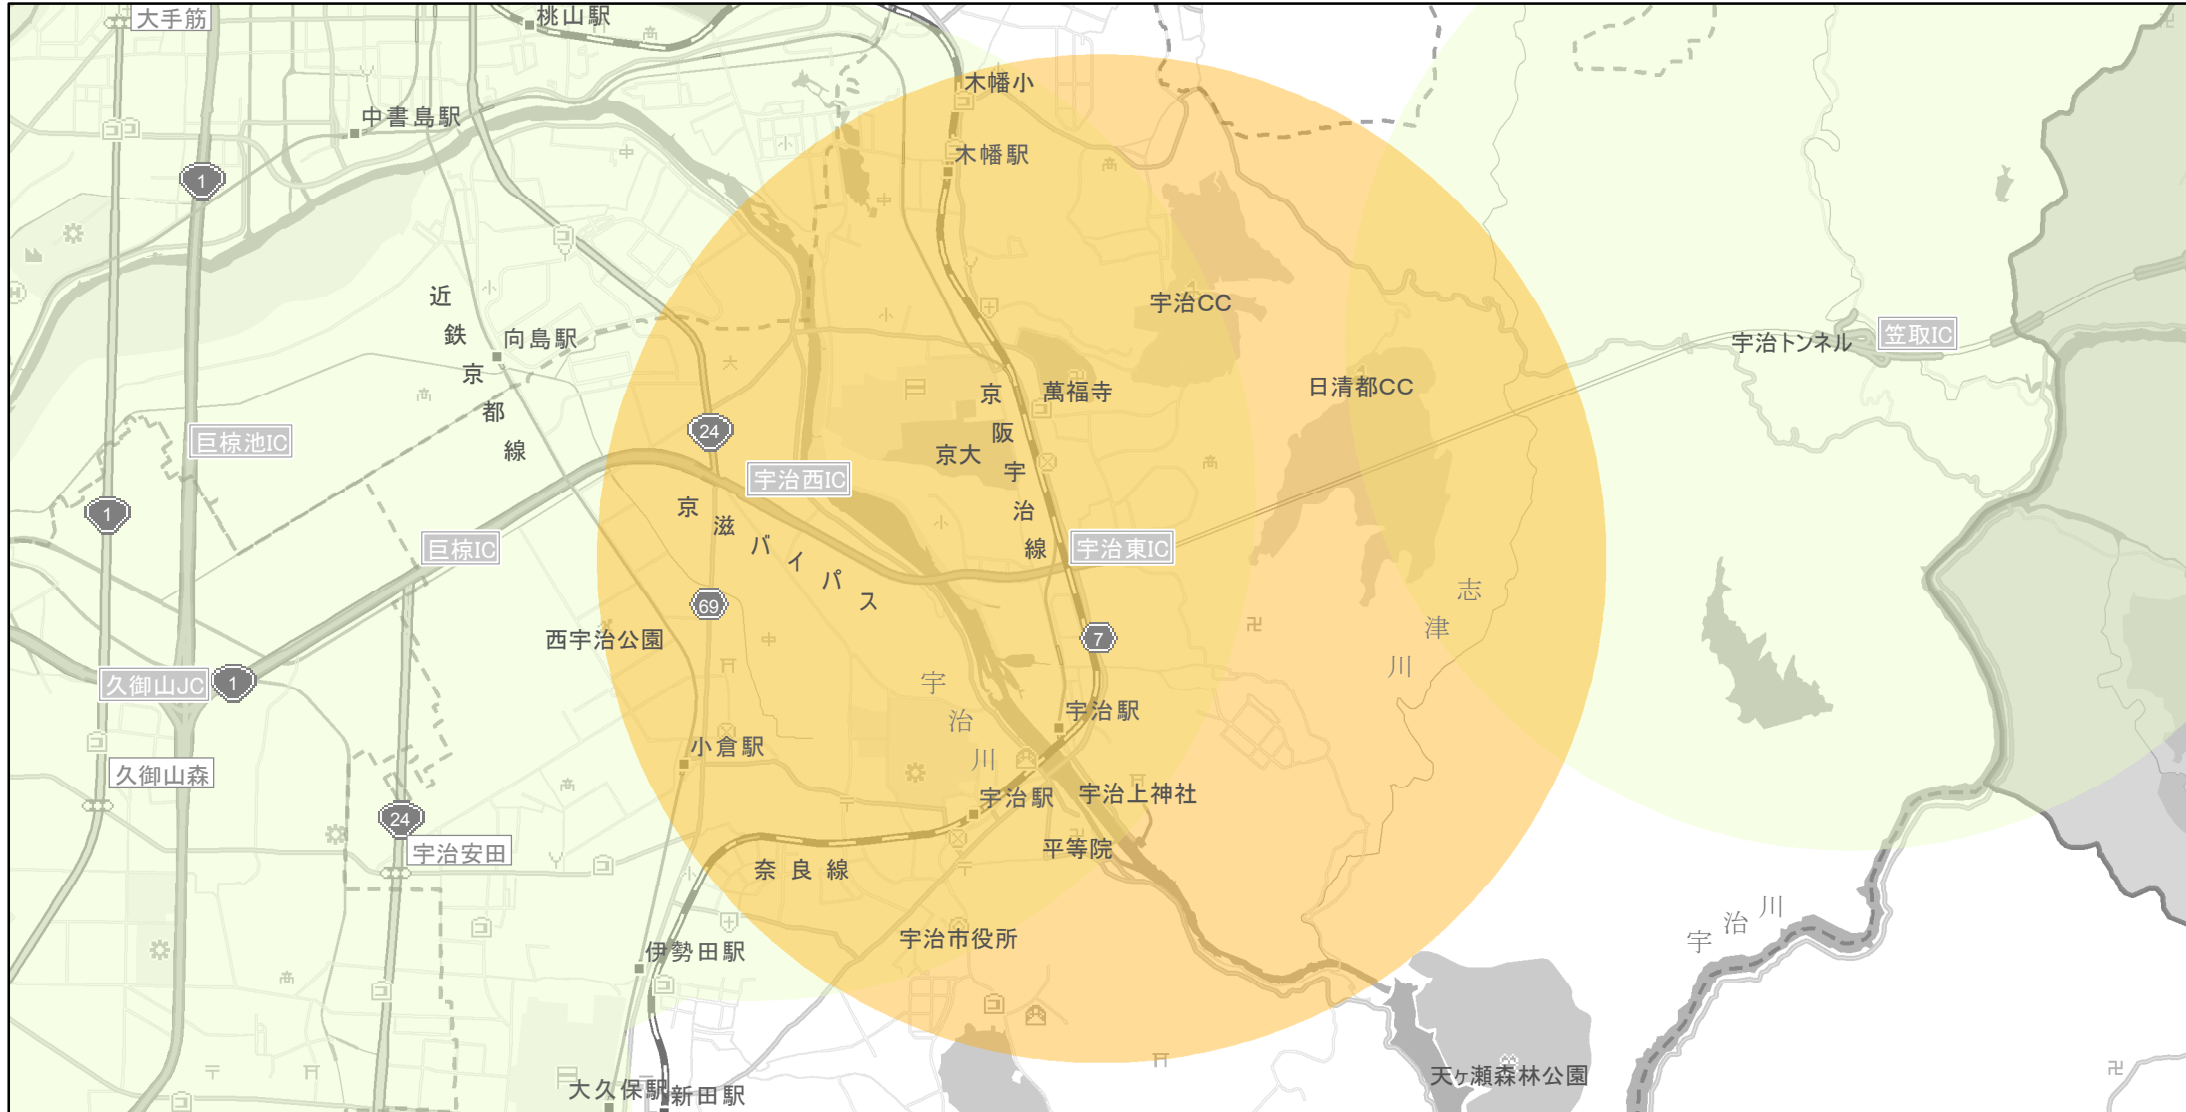 大手筋
桃山駅
木幡小
中書島駅
木幡駅
1
近鉄京都線
宇治CC
向島駅
宇治トンネル
笠取IC
京阪宇治線
萬福寺
日清都CC
24
巨椋池IC
京大
宇治西IC
1
京滋バイパス
巨椋IC
宇治東IC
志津川
69
西宇治公園
7
久御山JC
1
宇治川
宇治駅
小倉駅
久御山森
宇治駅
宇治上神社
24
宇治安田
平等院
奈良線
宇治川
宇治市役所
伊勢田駅
天ヶ瀬森林公園
大久保駅
新田駅